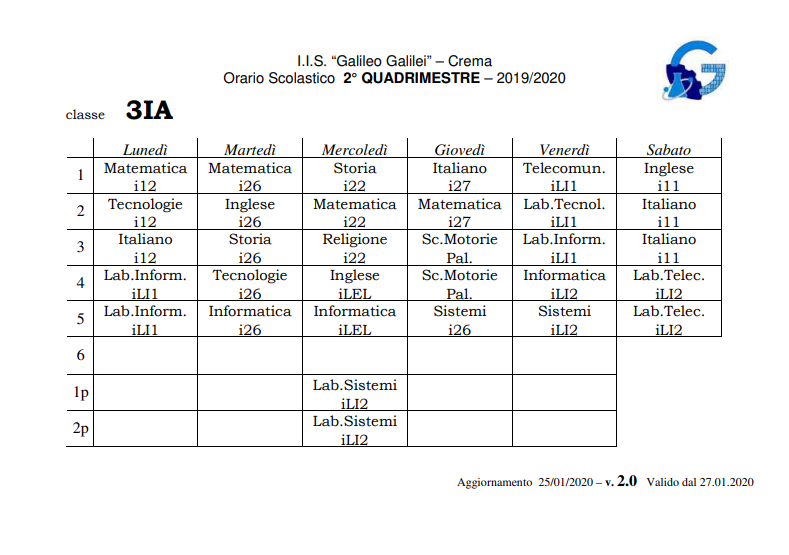 I.I.S. “Galileo Galilei” – Crema
Orario Scolastico 2° QUADRIMESTRE – 2019/2020
classe 3IA
Lunedì Martedì Mercoledì Giovedì Venerdì Sabato
1 Matematica Matematica Storia Italiano Telecomun. Inglese
i12 i26 i22 i27 iLI1 i11
2 Tecnologie Inglese Matematica Matematica Lab.Tecnol. Italiano
i12 i26 i22 i27 iLI1 i11
3 Italiano Storia Religione Sc.Motorie Lab.Inform. Italiano
i12 i26 i22 Pal. iLI1 i11
4 Lab.Inform. Tecnologie Inglese Sc.Motorie Informatica Lab.Telec.
iLI1 i26 iLEL Pal. iLI2 iLI2
5 Lab.Inform. Informatica Informatica Sistemi Sistemi Lab.Telec.
iLI1 i26 iLEL i26 iLI2 iLI2
6
1p Lab.Sistemi
iLI2
2p Lab.Sistemi
iLI2
Aggiornamento 25/01/2020 – v. 2.0 Valido dal 27.01.2020